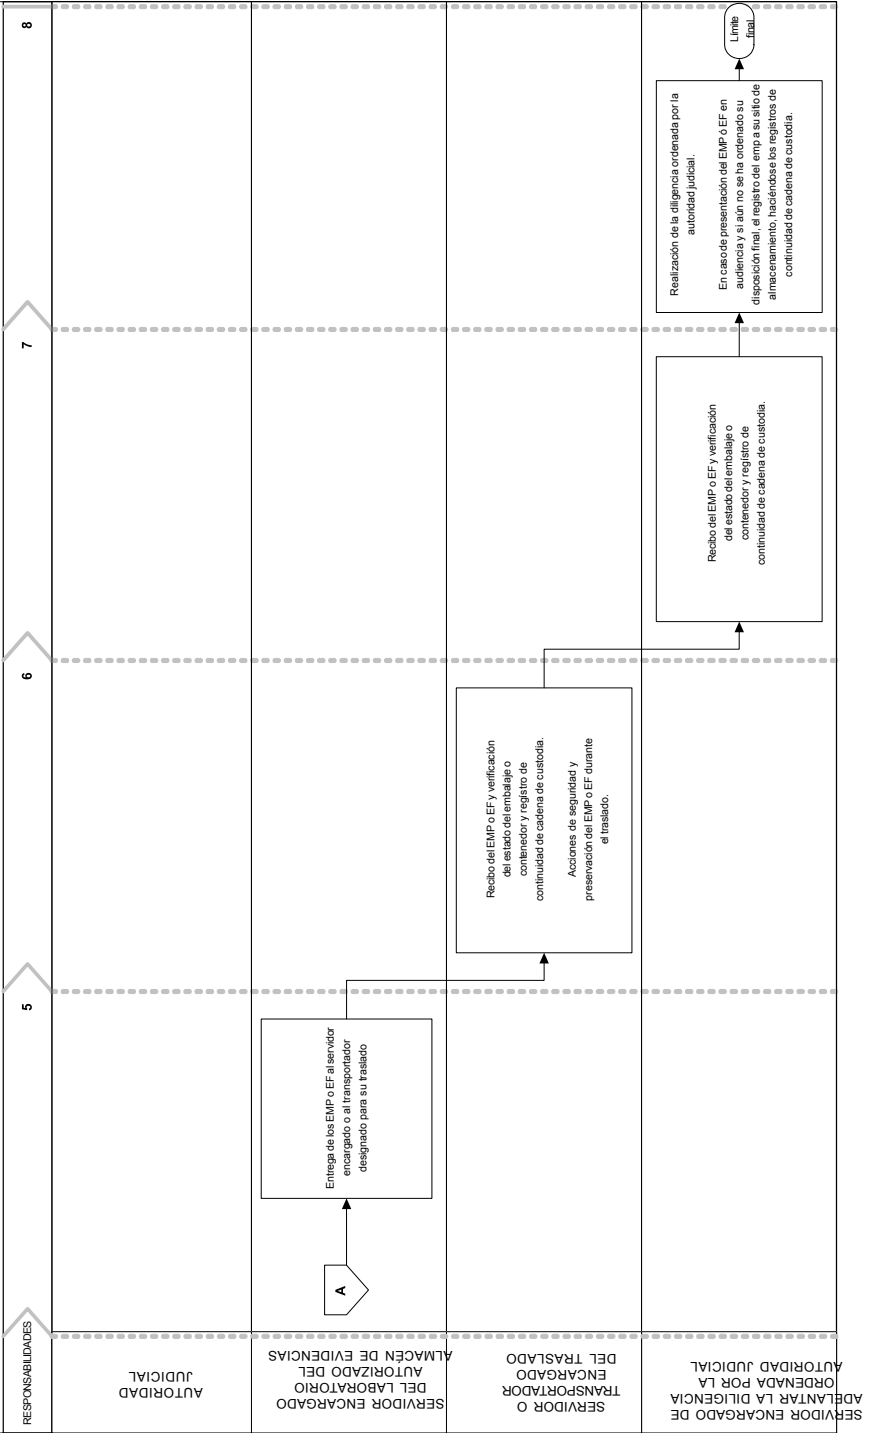 RESPONSABILIDADES
5
6
7
8
AUTORIDAD
JUDICIAL
SERVIDOR ENCARGADO
DEL LABORATORIO
AUTORIZADO DEL
ALMACÉN DE EVIDENCIAS
A
Entrega de los EMP o EF al servidor
encargado o al transportador
designado para su traslado
SERVIDOR O
TRANSPORTADOR
ENCARGADO
DEL TRASLADO
Recibo del EMP o EF y verificación
del estado del embalaje o
contenedor y registro de
continuidad de cadena de custodia.
Acciones de seguridad y
preservación del EMP o EF durante
el traslado.
SERVIDOR ENCARGADO DE
ADELANTAR LA DILIGENCIA
ORDENADA POR LA
AUTORIDAD JUDICIAL
Recibo del EMP o EF y verificación
del estado del embalaje o
contenedor y registro de
continuidad de cadena de custodia.
Realización de la diligencia ordenada por la
autoridad judicial.
En caso de presentación del EMP ó EF en
audiencia y si aún no se ha ordenado su
disposición final, el registro del emp a su sitio de
almacenamiento, haciéndose los registros de
continuidad de cadena de custodia.
Límite
final